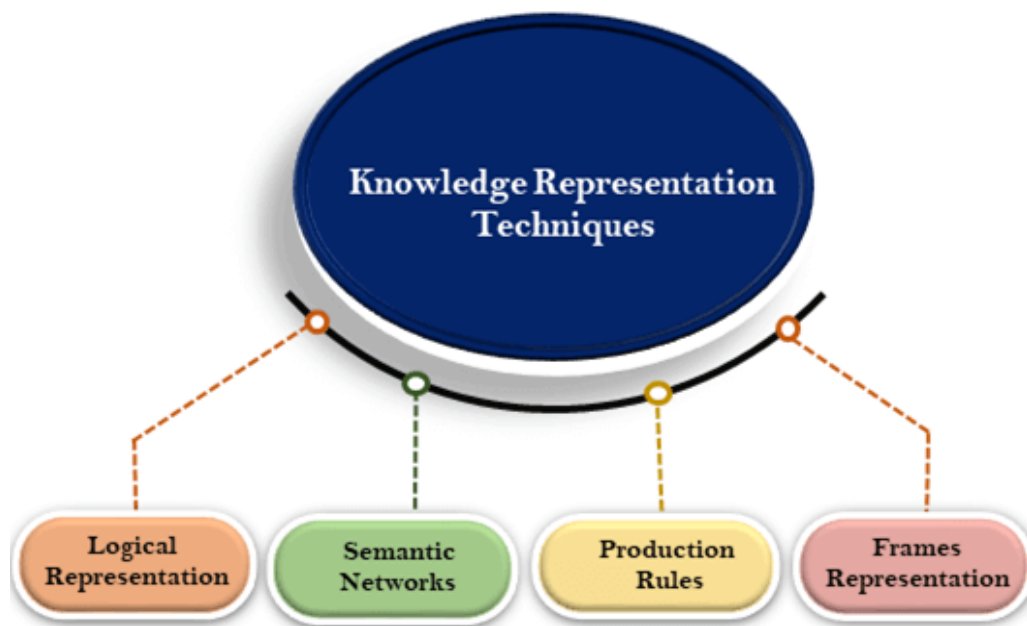 Knowledge Representation
Techniques
Logical
Representation
Semantic
Networks
Production
Rules
Frames
Representation